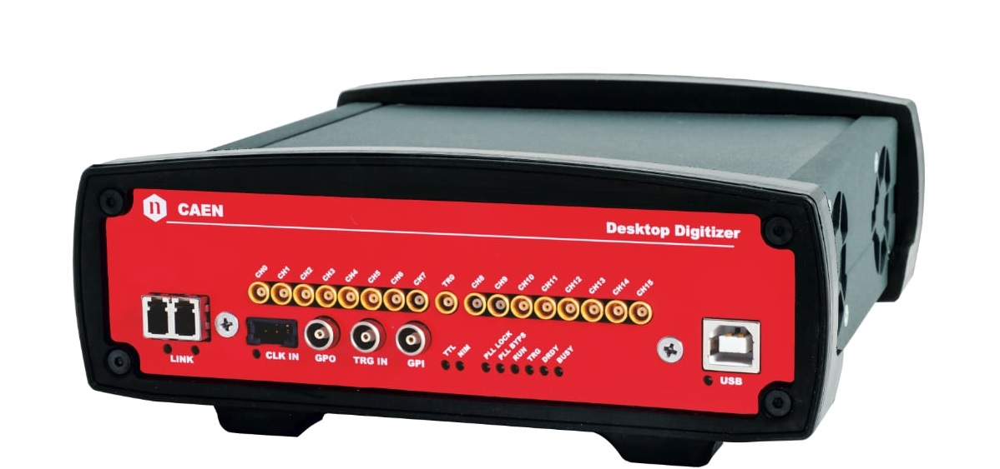 n CAEN
Desktop Digitizer
CH0 CH1 CH2 CH3 CH4 CH5 CH6 CH7 TR0 CH8 CH9 CH10 CH11 CH12 CH13 CH14 CH15
LINK
CLK IN
GPO
TRG IN
GPI
TTL NIM
PLL LOCK PLL BYPS RUN TRG DRDY BUSY
USB